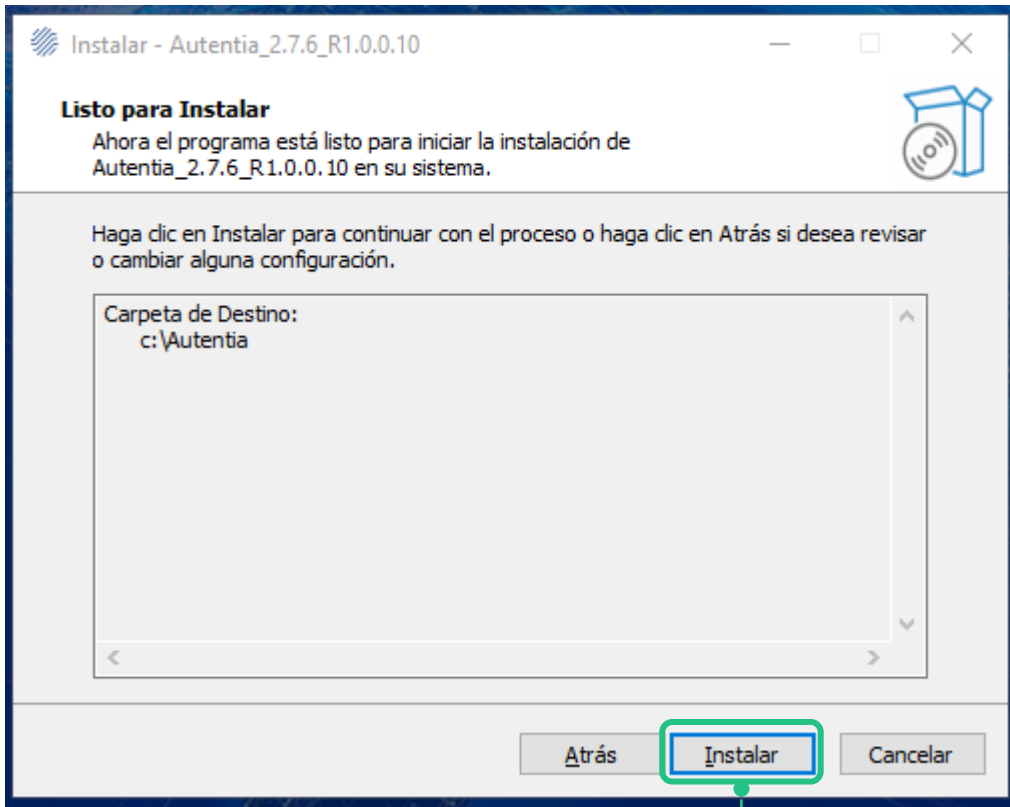 Instalar - Autentia_2.7.6_R1.0.0.10
Listo para Instalar
Ahora el programa está listo para iniciar la instalación de
Autentia_2.7.6_R1.0.0.10 en su sistema.
Haga clic en Instalar para continuar con el proceso o haga clic en Atrás si desea revisar
o cambiar alguna configuración.
Carpeta de Destino:
c:\Autentia
Atrás
Instalar
Cancelar